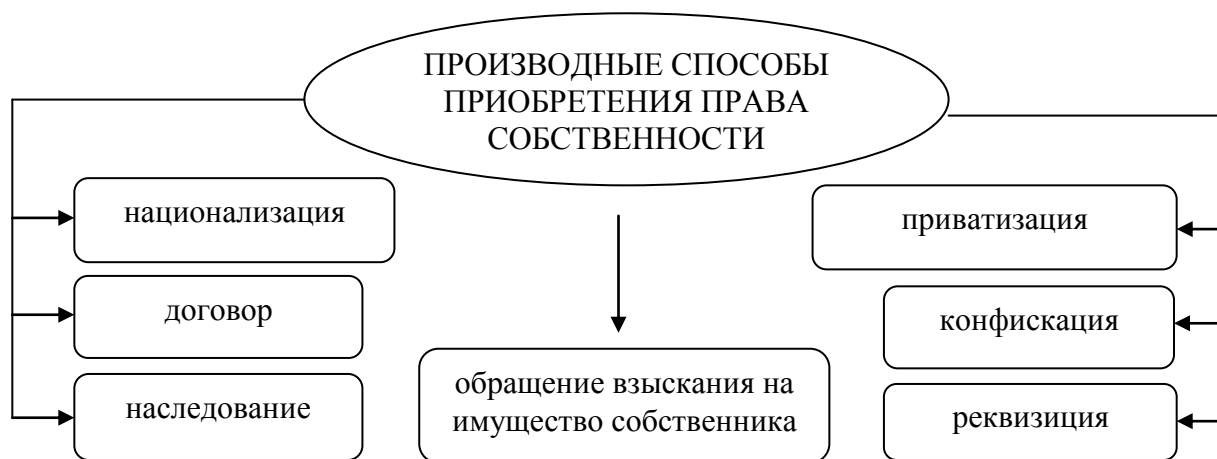 ПРОИЗВОДНЫЕ СПОСОБЫ
ПРИОБРЕТЕНИЯ ПРАВА
СОБСТВЕННОСТИ
национализация
договор
наследование
обращение взыскания на
имущество собственника
приватизация
конфискация
реквизиция